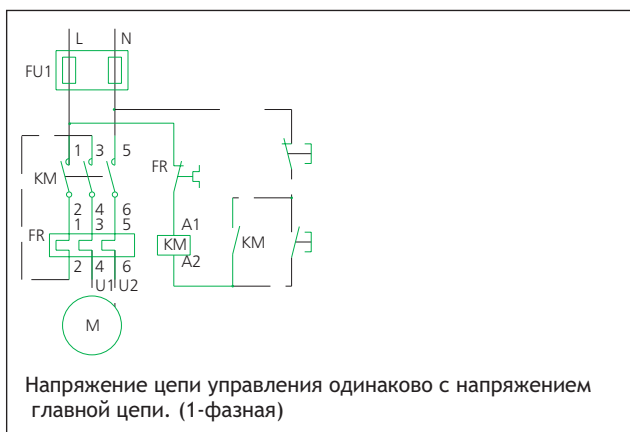 L N
FU1
1 3 5
KM
FR
2 4 6
1 3 5
FR
A1
KM
KM
A2
2 4 6
U1 U2
M
Напряжение цепи управления одинаково с напряжением
главной цепи. (1-фазная)